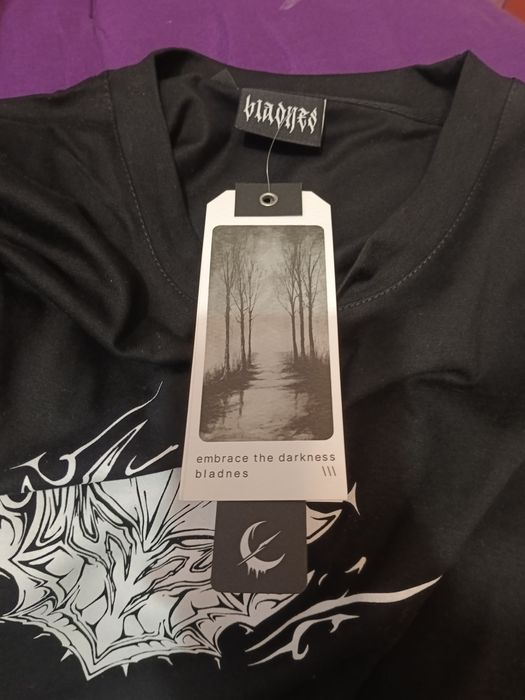 bladnes
embrace the darkness
bladnes \\\